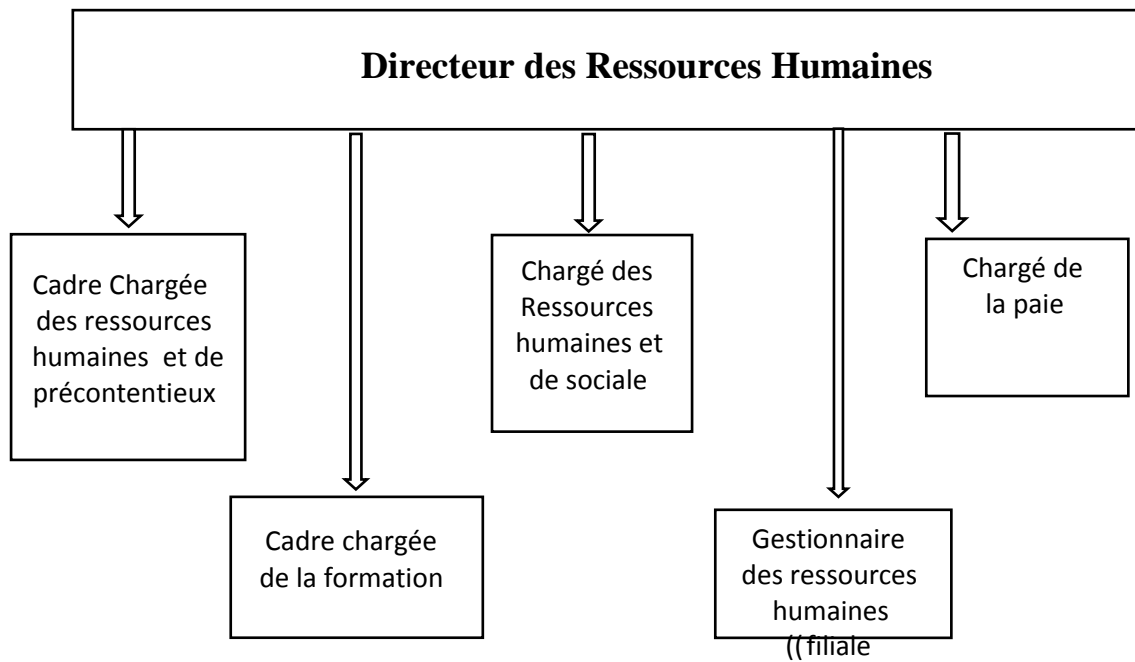 Directeur des Ressources Humaines
Cadre Chargée
des ressources
humaines et de
précontentieux
Cadre chargée
de la formation
Chargé des
Ressources
humaines et
de sociale
Gestionnaire
des ressources
humaines
((filiale
Chargé de
la paie